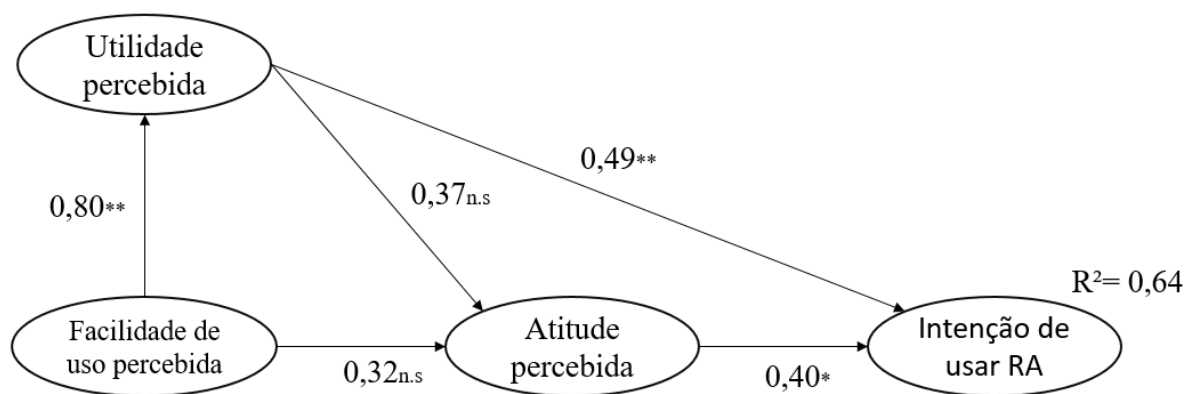 Utilidade
percebida
0,49**
0,37n.s
0,80**
R²= 0,64
Facilidade de
uso percebida
0,32n.s
Atitude
percebida
0,40*
Intenção de
usar RA